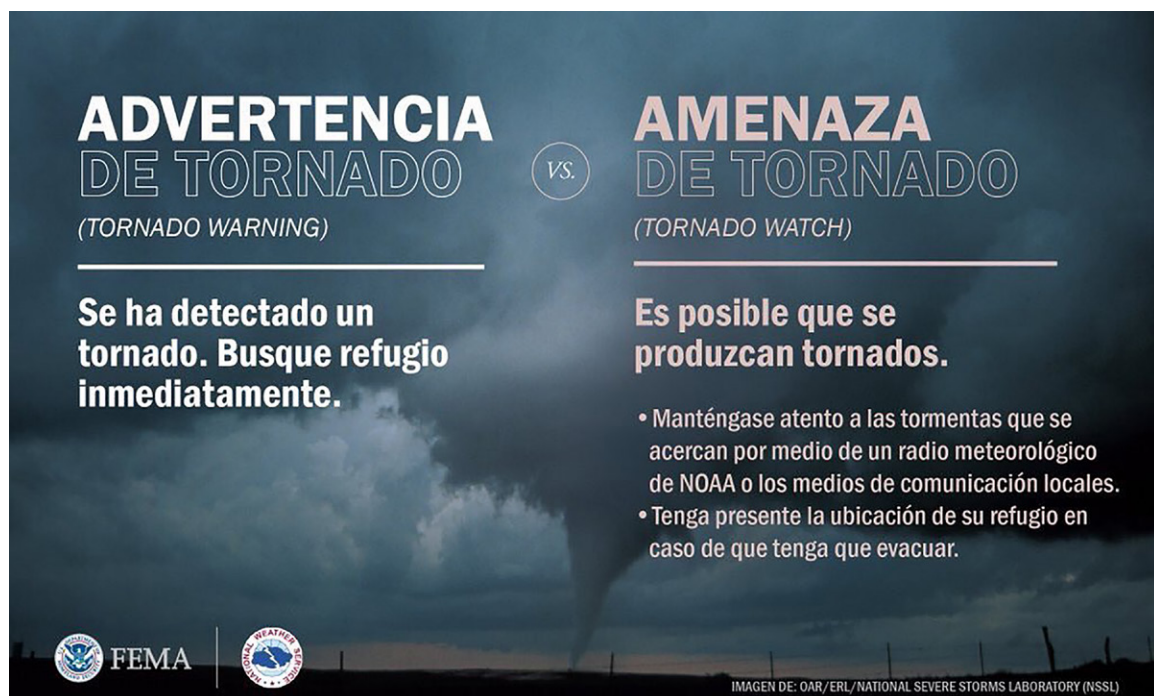 ADVERTENCIA
DE TORNADO
(TORNADO WARNING)
Se ha detectado un
tornado. Busque refugio
inmediatamente.
VS.
AMENAZA
DE TORNADO
(TORNADO WATCH)
Es posible que se
produzcan tornados.
• Manténgase atento a las tormentas que se
acercan por medio de un radio meteorológico
de NOAA o los medios de comunicación locales.
• Tenga presente la ubicación de su refugio en
caso de que tenga que evacuar.
FEMA
NATIONAL WEATHER SERVICE
IMAGEN DE: OAR/ERL/NATIONAL SEVERE STORMS LABORATORY (NSSL)